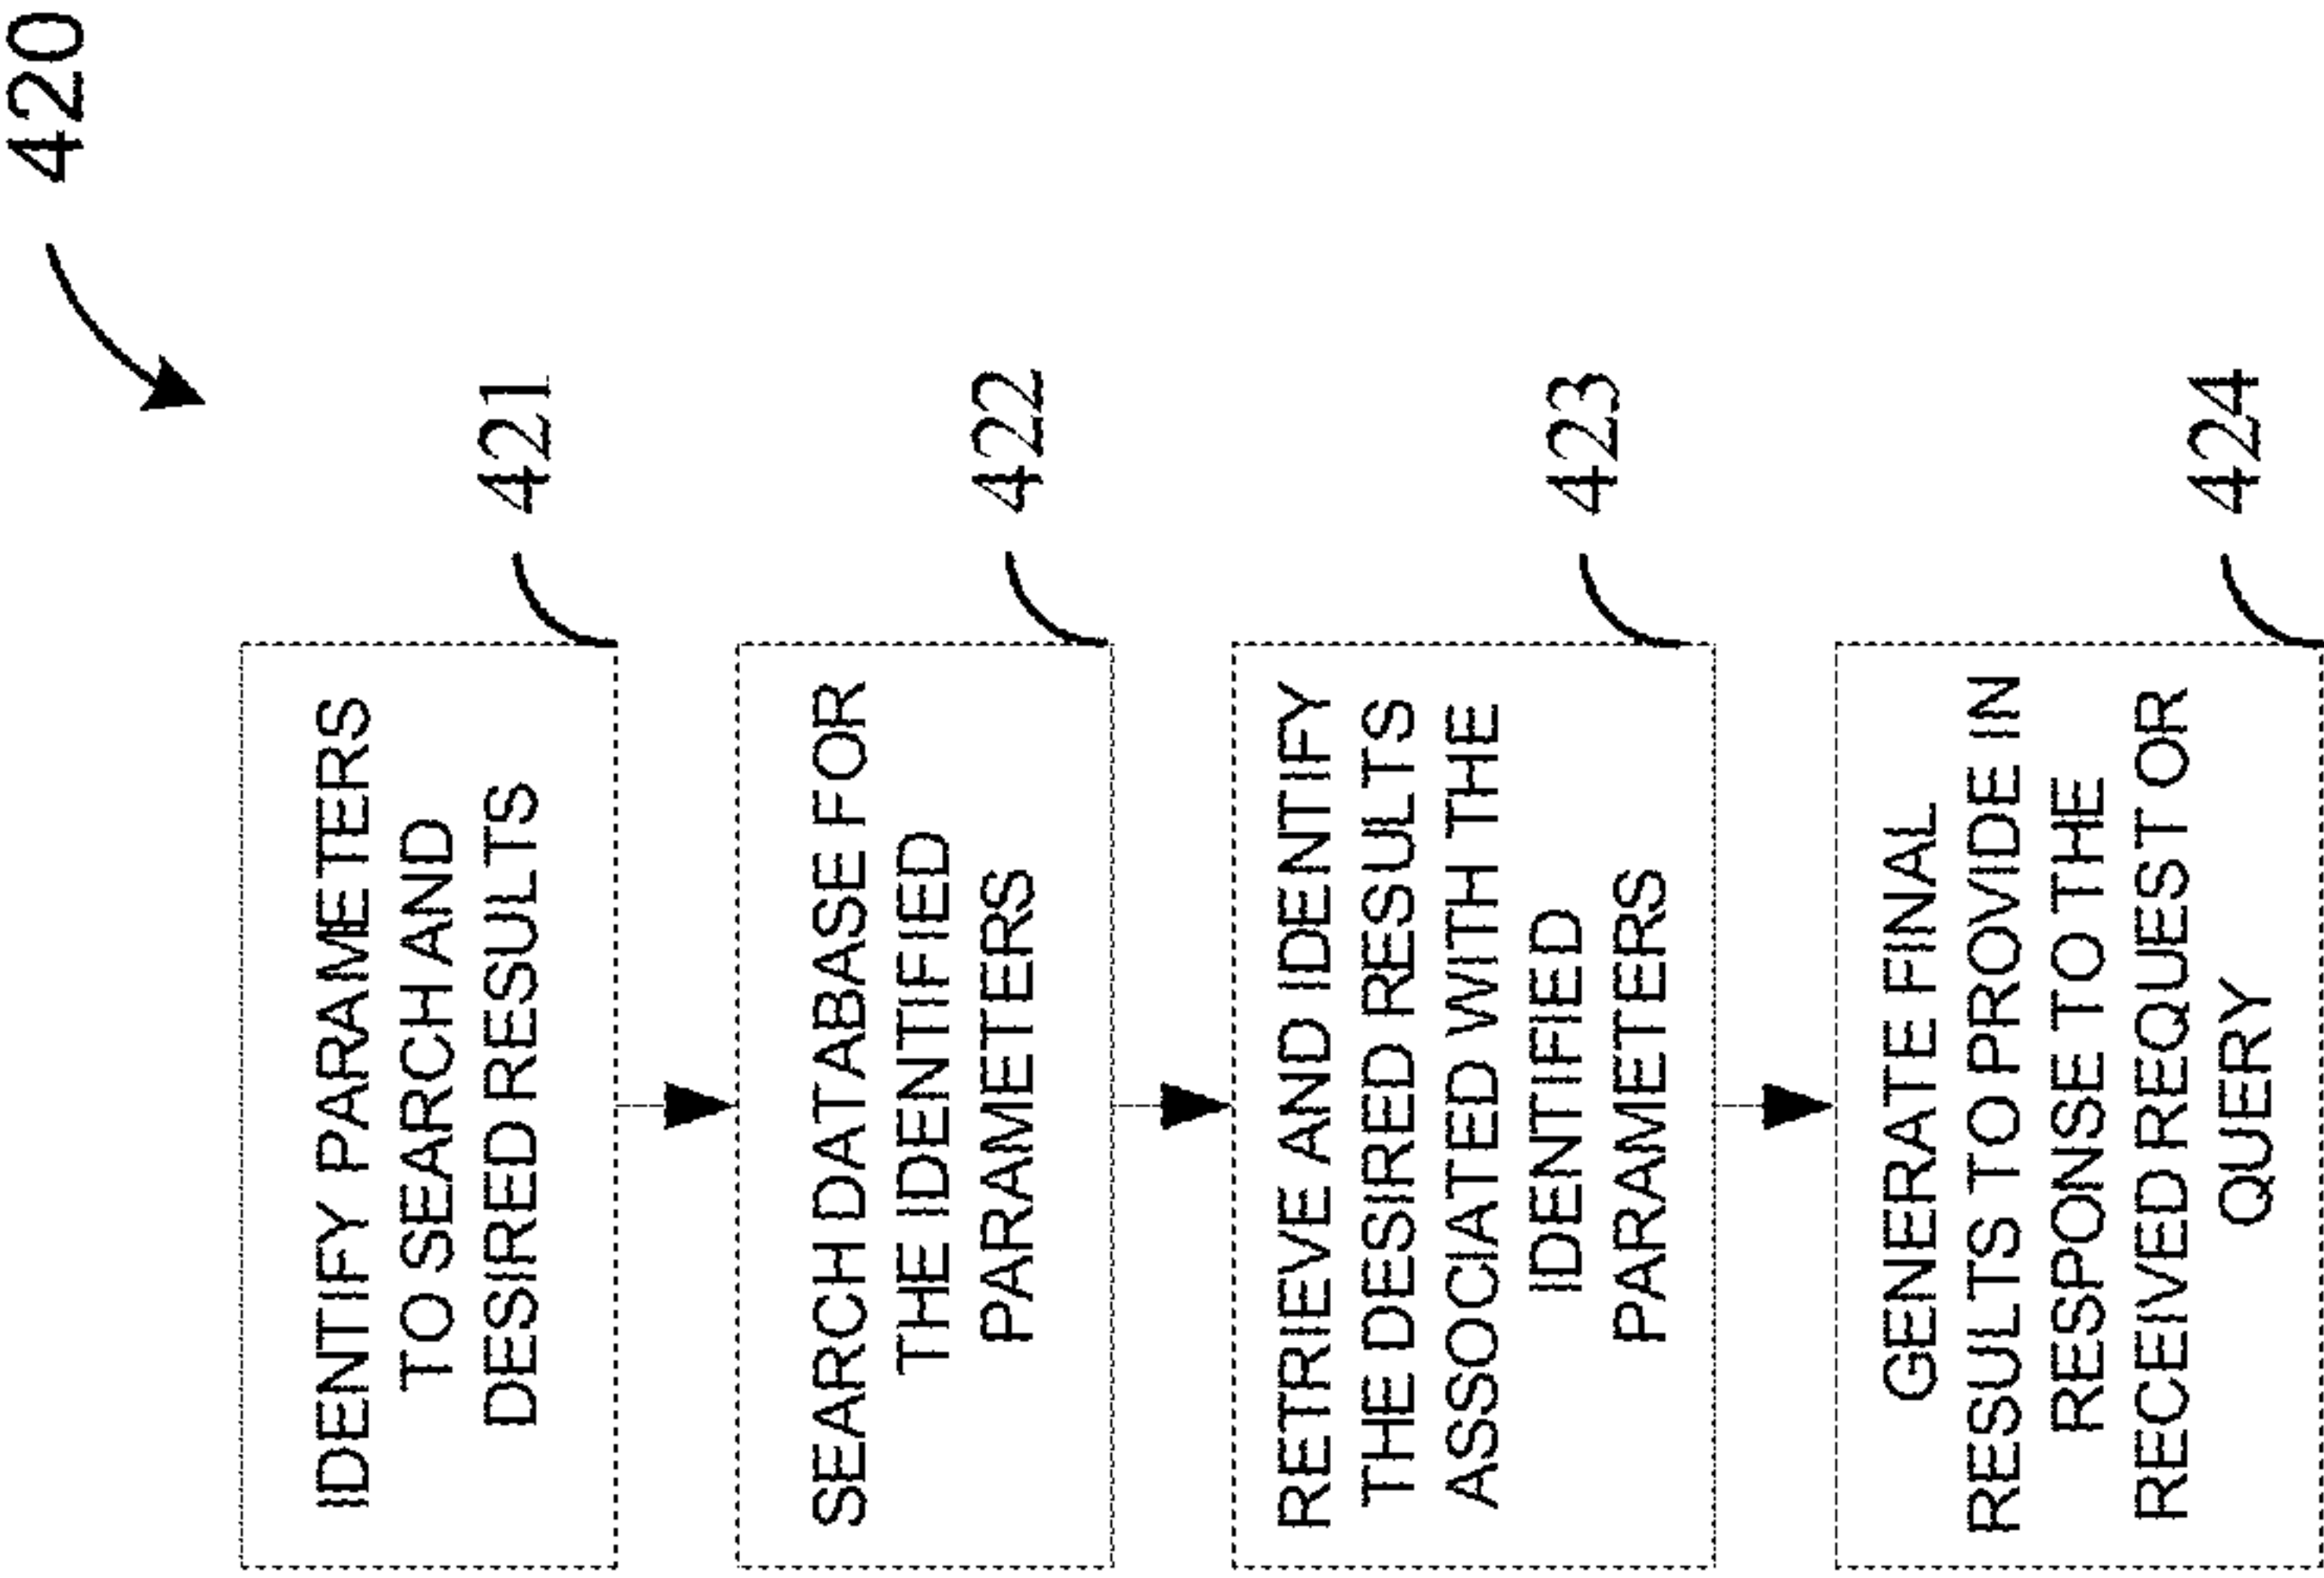 420
IDENTIFY PARAMETERS
TO SEARCH AND
DESIRED RESULTS
421
SEARCH DATABASE FOR
THE IDENTIFIED
PARAMETERS
422
RETRIEVE AND IDENTIFY
THE DESIRED RESULTS
ASSOCIATED WITH THE
IDENTIFIED
PARAMETERS
423
GENERATE FINAL
RESULTS TO PROVIDE IN
RESPONSE TO THE
RECEIVED REQUEST OR
QUERY
424